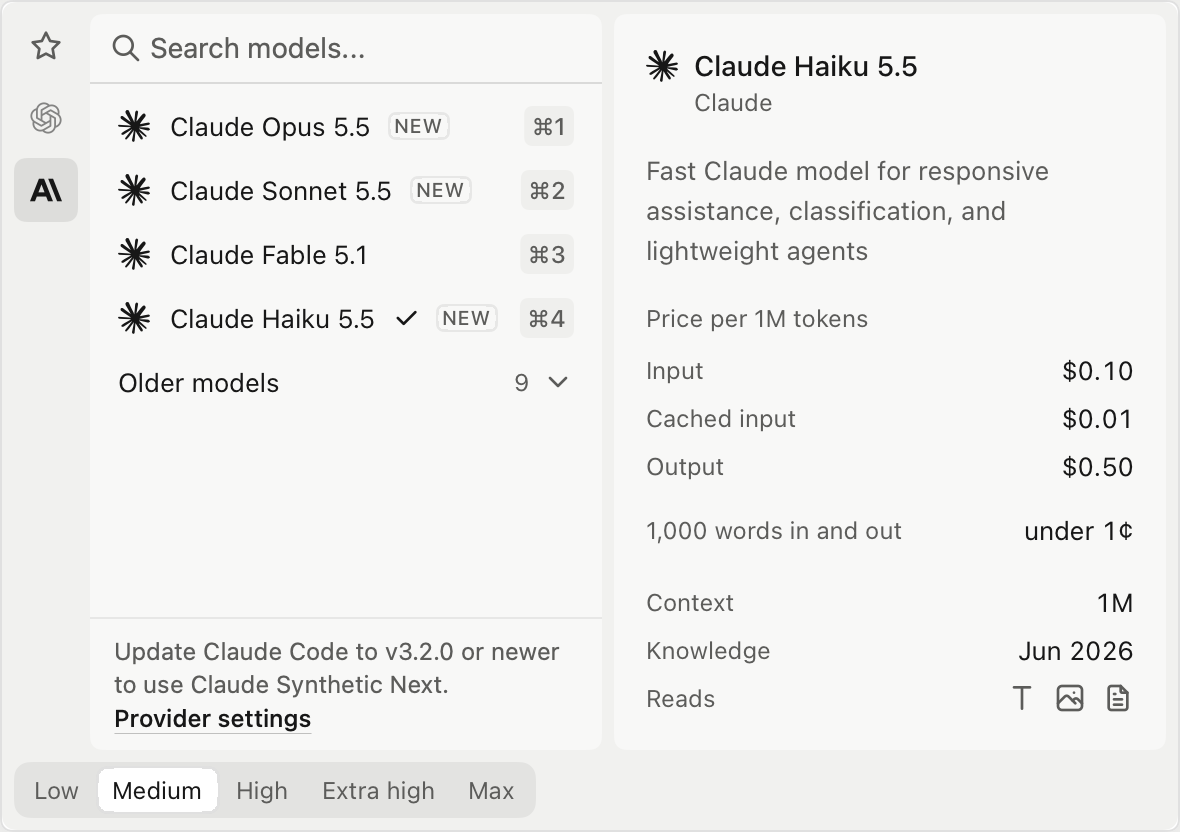 Search models...
Claude Opus 5.5 NEW ⌘1
Claude Sonnet 5.5 NEW ⌘2
Claude Fable 5.1 ⌘3
Claude Haiku 5.5 NEW ⌘4
Older models 9
Update Claude Code to v3.2.0 or newer
to use Claude Synthetic Next.
Provider settings
Claude Haiku 5.5
Claude
Fast Claude model for responsive
assistance, classification, and
lightweight agents
Price per 1M tokens
Input $0.10
Cached input $0.01
Output $0.50
1,000 words in and out under 1¢
Context 1M
Knowledge Jun 2026
Reads
Low Medium High Extra high Max